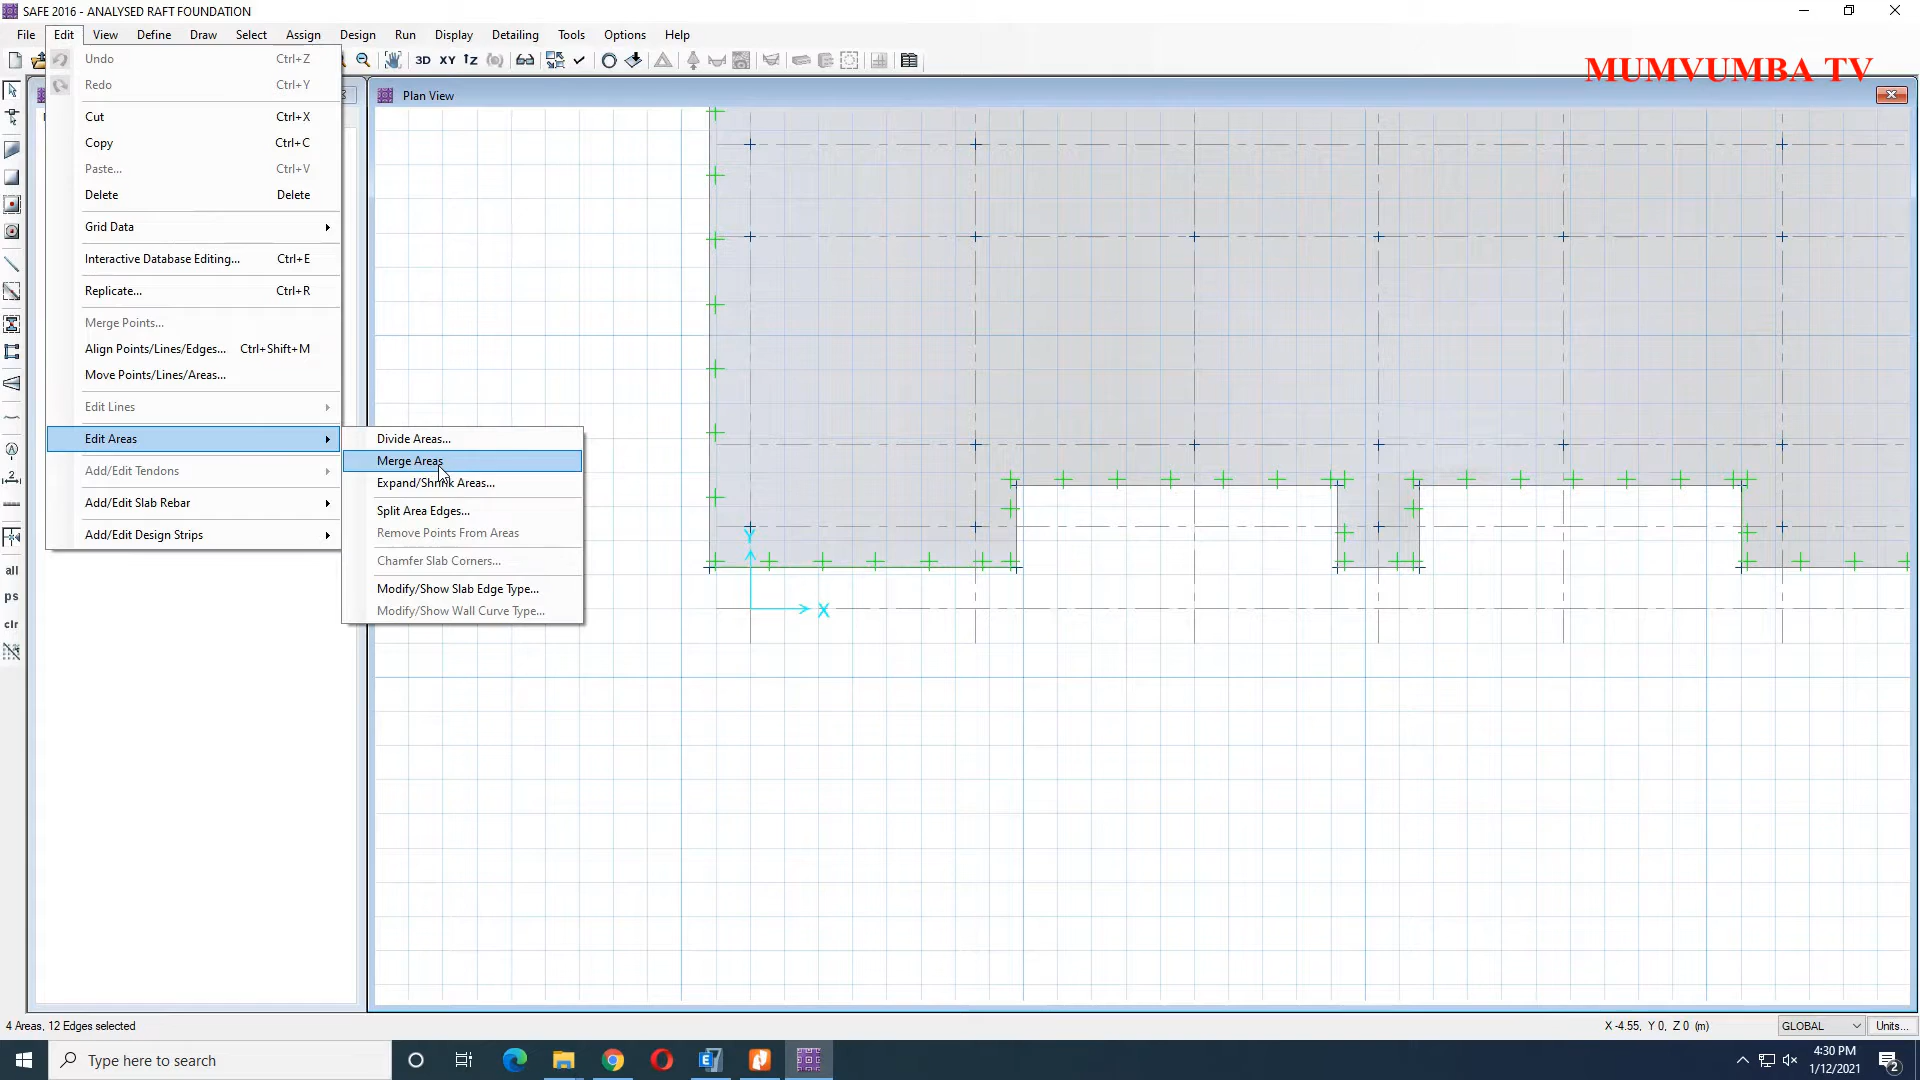 SAFE 2016 - ANALYSED RAFT FOUNDATION
File Edit View Define Draw Select Assign Design Run Display Detailing Tools Options Help
3D XY
MUMVUMBA TV
Plan View
Undo Ctrl+Z
Redo Ctrl+Y
Cut Ctrl+X
Copy Ctrl+C
Paste... Ctrl+V
Delete Delete
Grid Data
Interactive Database Editing... Ctrl+E
Replicate... Ctrl+R
Merge Points...
Align Points/Lines/Edges... Ctrl+Shift+M
Move Points/Lines/Areas...
Edit Lines
Edit Areas
Add/Edit Tendons
Add/Edit Slab Rebar
Add/Edit Design Strips
Divide Areas...
Merge Areas
Expand/Shrink Areas...
Split Area Edges...
Remove Points From Areas
Chamfer Slab Corners...
Modify/Show Slab Edge Type...
Modify/Show Wall Curve Type...
Y
X
all
ps
clr
4 Areas, 12 Edges selected
X -4.55, Y 0, Z 0 (m)
GLOBAL
Units...
Type here to search
4:30 PM
1/12/2021
2